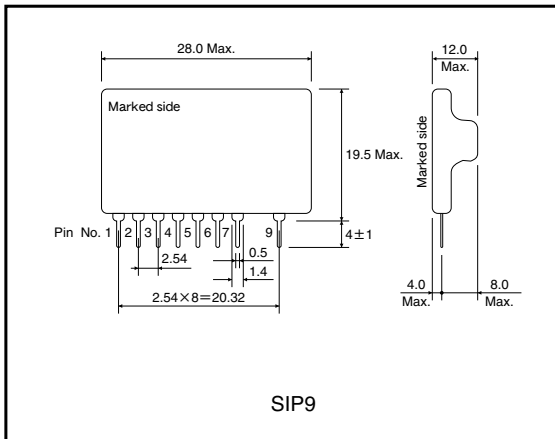 28.0 Max.
12.0
Max.
Marked side
Marked side
19.5 Max.
Pin No. 1 2 3 4 5 6 7 9
4±1
0.5
2.54
1.4
2.54×8=20.32
4.0
Max.
8.0
Max.
SIP9